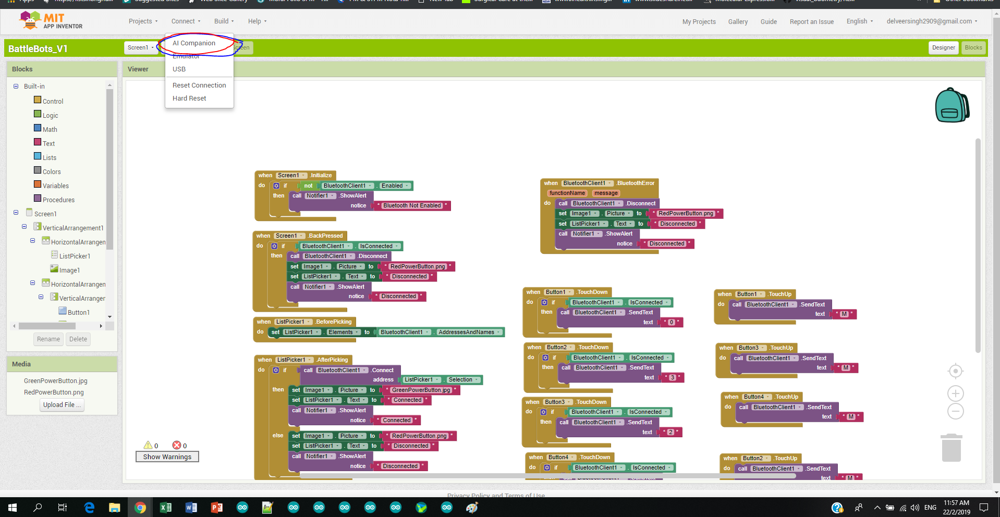 Apps
Suggested Sites
Web Slice Gallery
New Tab
Other Bookmarks
MIT
APP INVENTOR
Projects
Connect
Build
Help
My Projects
Gallery
Guide
Report an Issue
English
delveersingh2909@gmail.com
BattleBots_V1
Screen1
Screen
Designer
Blocks
AI Companion
Emulator
USB
Reset Connection
Hard Reset
Blocks
Viewer
Built-in
Control
Logic
Math
Text
Lists
Colors
Variables
Procedures
Screen1
VerticalArrangement1
HorizontalArrangen
ListPicker1
Image1
HorizontalArrangen
VerticalArranger
Button1
Rename
Delete
Media
GreenPowerButton.jpg
RedPowerButton.png
Upload File ...
when Screen1 .Initialize
do if not BluetoothClient1 . Enabled
then call Notifier1 .ShowAlert
notice " Bluetooth Not Enabled "
when Screen1 .BackPressed
do if BluetoothClient1 . IsConnected
then call BluetoothClient1 .Disconnect
set Image1 . Picture to " RedPowerButton.png "
set ListPicker1 . Text to " Disconnected "
call Notifier1 .ShowAlert
notice " Disconnected "
when ListPicker1 .BeforePicking
do set ListPicker1 . Elements to BluetoothClient1 . AddressesAndNames
when ListPicker1 .AfterPicking
do if call BluetoothClient1 .Connect
address ListPicker1 . Selection
then set Image1 . Picture to " GreenPowerButton.jpg "
set ListPicker1 . Text to " Connected "
call Notifier1 .ShowAlert
notice " Connected "
else set Image1 . Picture to " RedPowerButton.png "
set ListPicker1 . Text to " Disconnected "
call Notifier1 .ShowAlert
notice " Disconnected "
when BluetoothClient1 .BluetoothError
functionName message
do call BluetoothClient1 .Disconnect
set Image1 . Picture to " RedPowerButton.png "
set ListPicker1 . Text to " Disconnected "
call Notifier1 .ShowAlert
notice " Disconnected "
when Button1 .TouchDown
do if BluetoothClient1 . IsConnected
then call BluetoothClient1 .SendText
text " 0 "
when Button2 .TouchDown
do if BluetoothClient1 . IsConnected
then call BluetoothClient1 .SendText
text " 3 "
when Button3 .TouchDown
do if BluetoothClient1 . IsConnected
then call BluetoothClient1 .SendText
text " 2 "
when Button4 .TouchDown
do if BluetoothClient1 . IsConnected
when Button1 .TouchUp
do call BluetoothClient1 .SendText
text " M "
when Button3 .TouchUp
do call BluetoothClient1 .SendText
text " M "
when Button4 .TouchUp
do call BluetoothClient1 .SendText
text " M "
when Button2 .TouchUp
do call BluetoothClient1 .SendText
text " M "
0 0
Show Warnings
Privacy Policy and Terms of Use
ENG
11:57 AM
22/2/2019